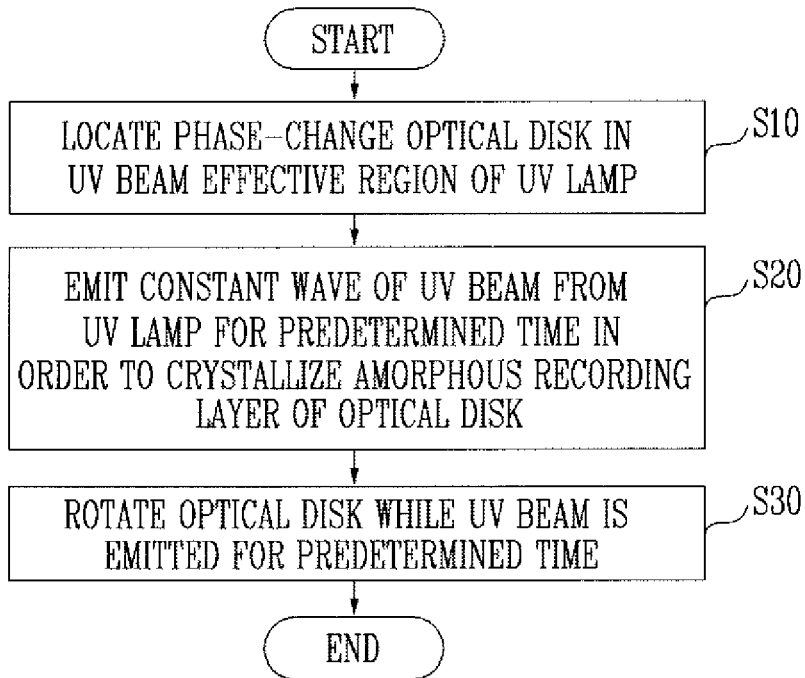 START
LOCATE PHASE-CHANGE OPTICAL DISK IN
UV BEAM EFFECTIVE REGION OF UV LAMP
S10
EMIT CONSTANT WAVE OF UV BEAM FROM
UV LAMP FOR PREDETERMINED TIME IN
ORDER TO CRYSTALLIZE AMORPHOUS RECORDING
LAYER OF OPTICAL DISK
S20
ROTATE OPTICAL DISK WHILE UV BEAM IS
EMITTED FOR PREDETERMINED TIME
S30
END